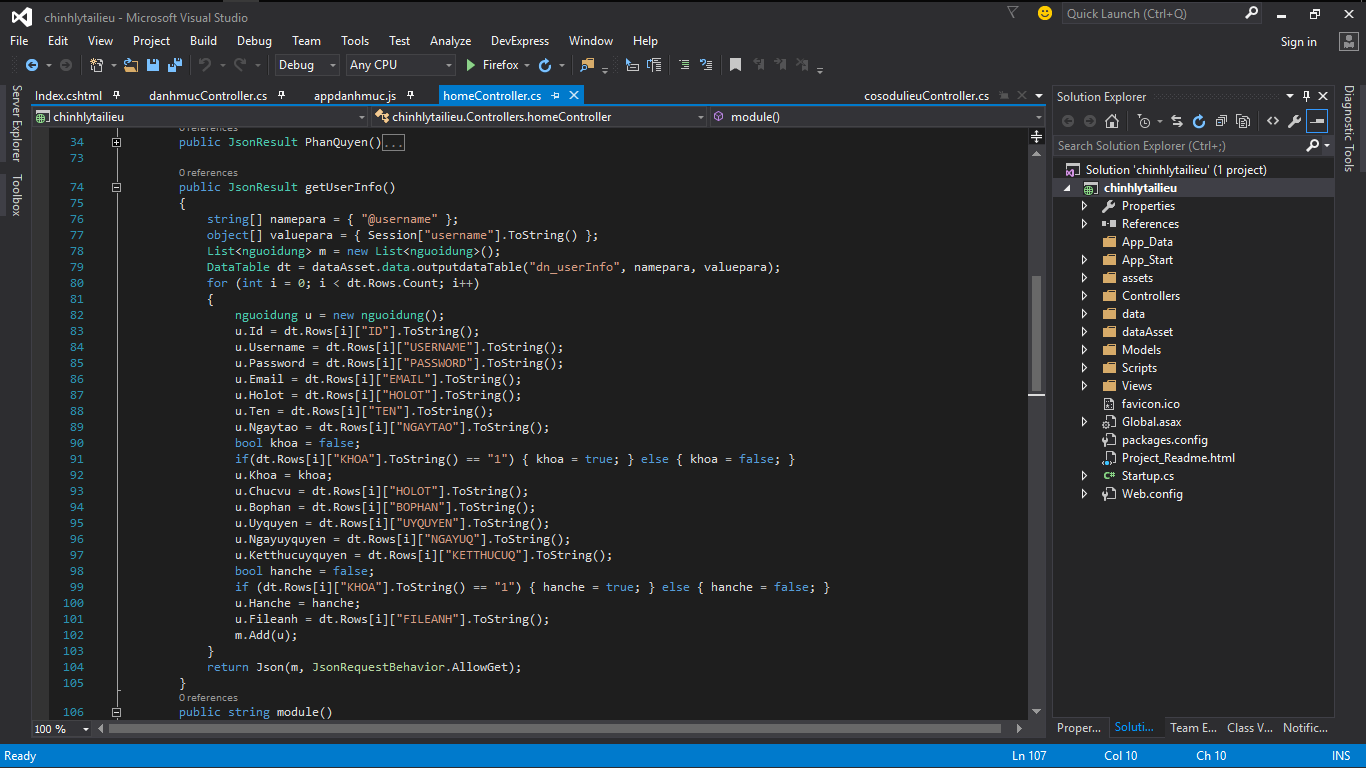 chinhlytailieu - Microsoft Visual Studio
Quick Launch (Ctrl+Q)
File Edit View Project Build Debug Team Tools Test Analyze DevExpress Window Help
Sign in
Debug Any CPU Firefox
Server Explorer
Toolbox
Index.cshtml danhmucController.cs appdanhmuc.js homeController.cs cosodulieuController.cs
chinhlytailieu chinhlytailieu.Controllers.homeController module()
0 references
34 public JsonResult PhanQuyen()...
73
0 references
74 public JsonResult getUserInfo()
75 {
76 string[] namepara = { "@username" };
77 object[] valuepara = { Session["username"].ToString() };
78 List<nguoidung> m = new List<nguoidung>();
79 DataTable dt = dataAsset.data.outputdataTable("dn_userInfo", namepara, valuepara);
80 for (int i = 0; i < dt.Rows.Count; i++)
81 {
82 nguoidung u = new nguoidung();
83 u.Id = dt.Rows[i]["ID"].ToString();
84 u.Username = dt.Rows[i]["USERNAME"].ToString();
85 u.Password = dt.Rows[i]["PASSWORD"].ToString();
86 u.Email = dt.Rows[i]["EMAIL"].ToString();
87 u.Holot = dt.Rows[i]["HOLOT"].ToString();
88 u.Ten = dt.Rows[i]["TEN"].ToString();
89 u.Ngaytao = dt.Rows[i]["NGAYTAO"].ToString();
90 bool khoa = false;
91 if(dt.Rows[i]["KHOA"].ToString() == "1") { khoa = true; } else { khoa = false; }
92 u.Khoa = khoa;
93 u.Chucvu = dt.Rows[i]["HOLOT"].ToString();
94 u.Bophan = dt.Rows[i]["BOPHAN"].ToString();
95 u.Uyquyen = dt.Rows[i]["UYQUYEN"].ToString();
96 u.Ngayuyquyen = dt.Rows[i]["NGAYUQ"].ToString();
97 u.Ketthucuyquyen = dt.Rows[i]["KETTHUCUQ"].ToString();
98 bool hanche = false;
99 if (dt.Rows[i]["KHOA"].ToString() == "1") { hanche = true; } else { hanche = false; }
100 u.Hanche = hanche;
101 u.Fileanh = dt.Rows[i]["FILEANH"].ToString();
102 m.Add(u);
103 }
104 return Json(m, JsonRequestBehavior.AllowGet);
105 }
0 references
106 public string module()
100 %
Solution Explorer
Search Solution Explorer (Ctrl+;)
Solution 'chinhlytailieu' (1 project)
chinhlytailieu
Properties
References
App_Data
App_Start
assets
Controllers
data
dataAsset
Models
Scripts
Views
favicon.ico
Global.asax
packages.config
Project_Readme.html
C# Startup.cs
Web.config
Proper... Soluti... Team E... Class V... Notific...
Diagnostic Tools
Ready Ln 107 Col 10 Ch 10 INS